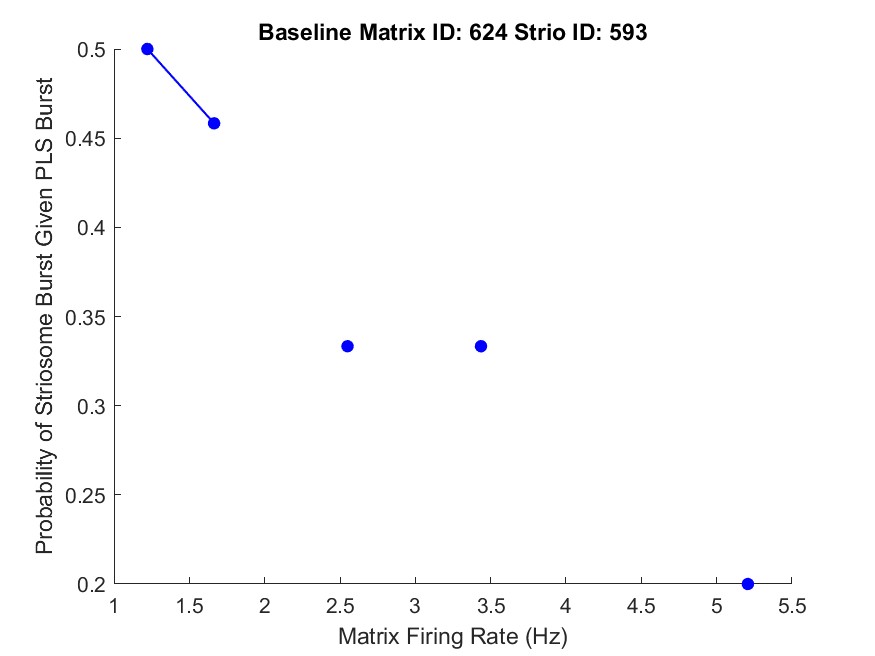 Baseline Matrix ID: 624 Strio ID: 593
Probability of Striosome Burst Given PLS Burst
0.5
0.45
0.4
0.35
0.3
0.25
0.2
1 1.5 2 2.5 3 3.5 4 4.5 5 5.5
Matrix Firing Rate (Hz)